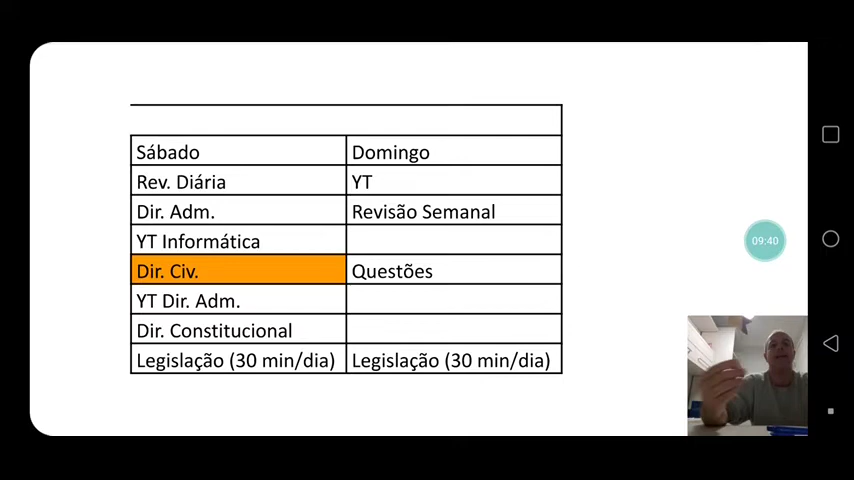 Sábado Domingo
Rev. Diária YT
Dir. Adm. Revisão Semanal
YT Informática
Dir. Civ. Questões
YT Dir. Adm.
Dir. Constitucional
Legislação (30 min/dia) Legislação (30 min/dia)
09:40